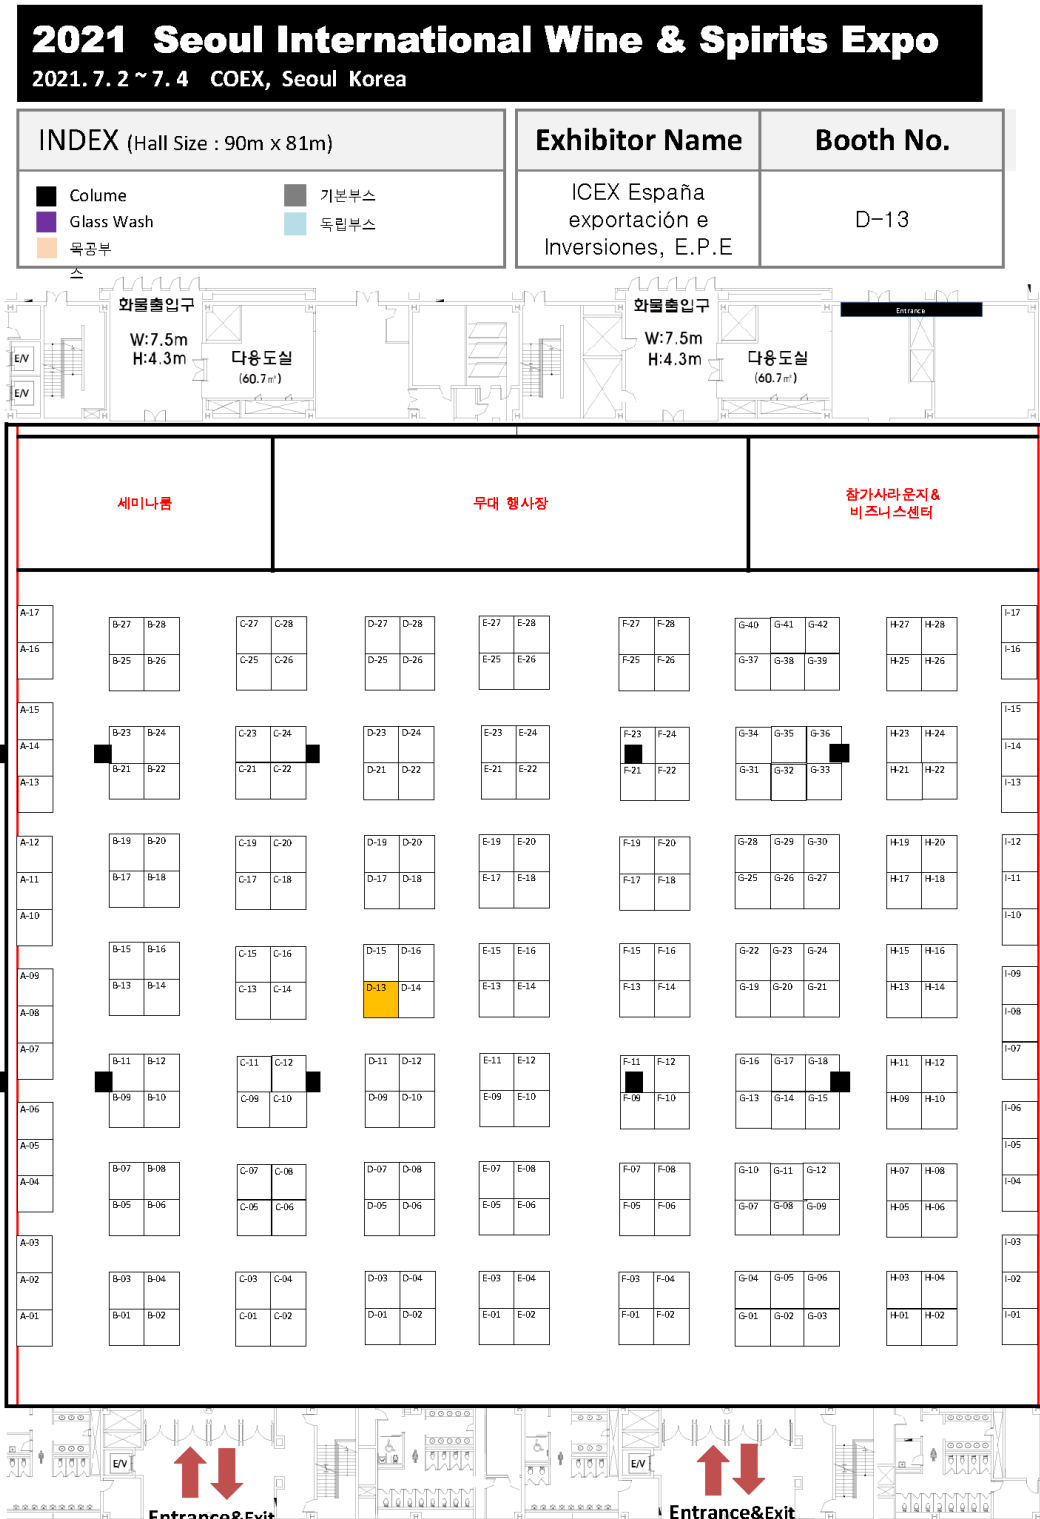 2021 Seoul International Wine & Spirits Expo
2021. 7. 2 ~ 7. 4 COEX, Seoul Korea
INDEX (Hall Size : 90m x 81m)
Colume
Glass Wash
목공부
스
기본부스
독립부스
Exhibitor Name Booth No.
ICEX España
exportación e
Inversiones, E.P.E
D-13
화물출입구
W:7.5m
H:4.3m
다용도실
(60.7㎡)
E/V
E/V
화물출입구
W:7.5m
H:4.3m
다용도실
(60.7㎡)
Entrance
세미나룸
무대 행사장
참가사라운지&
비즈니스센터
A-17
A-16
A-15
A-14
A-13
A-12
A-11
A-10
A-09
A-08
A-07
A-06
A-05
A-04
A-03
A-02
A-01
B-27 B-28
B-25 B-26
B-23 B-24
B-21 B-22
B-19 B-20
B-17 B-18
B-15 B-16
B-13 B-14
B-11 B-12
B-09 B-10
B-07 B-08
B-05 B-06
B-03 B-04
B-01 B-02
C-27 C-28
C-25 C-26
C-23 C-24
C-21 C-22
C-19 C-20
C-17 C-18
C-15 C-16
C-13 C-14
C-11 C-12
C-09 C-10
C-07 C-08
C-05 C-06
C-03 C-04
C-01 C-02
D-27 D-28
D-25 D-26
D-23 D-24
D-21 D-22
D-19 D-20
D-17 D-18
D-15 D-16
D-13 D-14
D-11 D-12
D-09 D-10
D-07 D-08
D-05 D-06
D-03 D-04
D-01 D-02
E-27 E-28
E-25 E-26
E-23 E-24
E-21 E-22
E-19 E-20
E-17 E-18
E-15 E-16
E-13 E-14
E-11 E-12
E-09 E-10
E-07 E-08
E-05 E-06
E-03 E-04
E-01 E-02
F-27 F-28
F-25 F-26
F-23 F-24
F-21 F-22
F-19 F-20
F-17 F-18
F-15 F-16
F-13 F-14
F-11 F-12
F-09 F-10
F-07 F-08
F-05 F-06
F-03 F-04
F-01 F-02
G-40 G-41 G-42
G-37 G-38 G-39
G-34 G-35 G-36
G-31 G-32 G-33
G-28 G-29 G-30
G-25 G-26 G-27
G-22 G-23 G-24
G-19 G-20 G-21
G-16 G-17 G-18
G-13 G-14 G-15
G-10 G-11 G-12
G-07 G-08 G-09
G-04 G-05 G-06
G-01 G-02 G-03
H-27 H-28
H-25 H-26
H-23 H-24
H-21 H-22
H-19 H-20
H-17 H-18
H-15 H-16
H-13 H-14
H-11 H-12
H-09 H-10
H-07 H-08
H-05 H-06
H-03 H-04
H-01 H-02
I-17
I-16
I-15
I-14
I-13
I-12
I-11
I-10
I-09
I-08
I-07
I-06
I-05
I-04
I-03
I-02
I-01
E/V
Entrance&Exit
E/V
Entrance&Exit